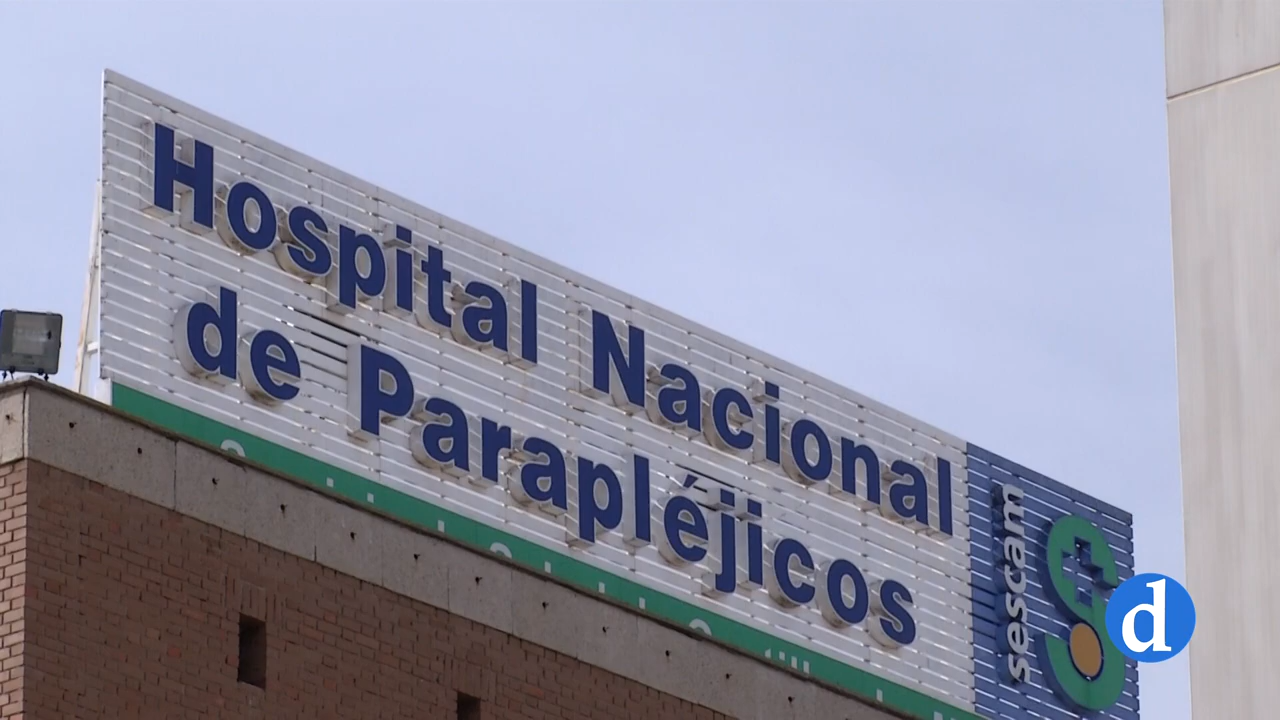 Hospital Nacional
de Parapléjicos
sescam
d